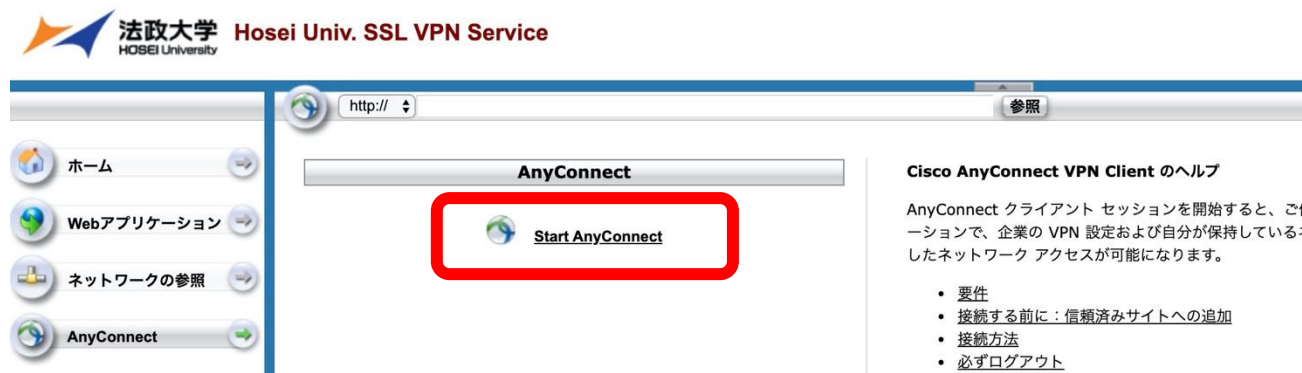 法政大学
HOSEI University
Hosei Univ. SSL VPN Service
http://
参照
ホーム
Webアプリケーション
ネットワークの参照
AnyConnect
AnyConnect
Start AnyConnect
Cisco AnyConnect VPN Client のヘルプ
AnyConnect クライアント セッションを開始すると、ご
ーションで、企業の VPN 設定および自分が保持している
したネットワーク アクセスが可能になります。
• 要件
• 接続する前に：信頼済みサイトへの追加
• 接続方法
• 必ずログアウト